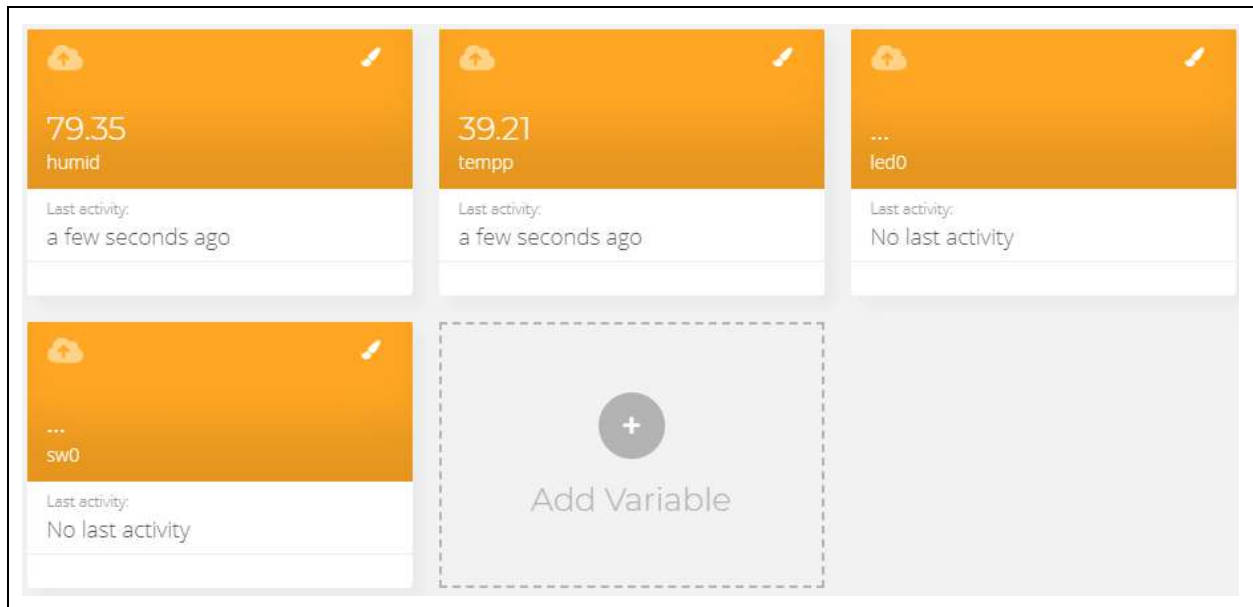 79.35
humid
Last activity:
a few seconds ago
39.21
tempp
Last activity:
a few seconds ago
...
led0
Last activity:
No last activity
...
sw0
Last activity:
No last activity
+
Add Variable